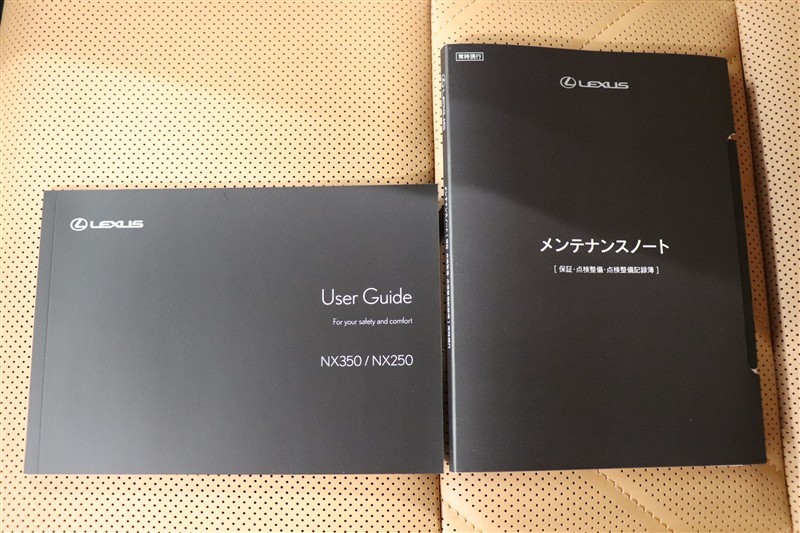 LEXUS
User Guide
For your safety and comfort
NX350 / NX250
常時携行
LEXUS
メンテナンスノート
[ 保証・点検整備・点検整備記録簿 ]